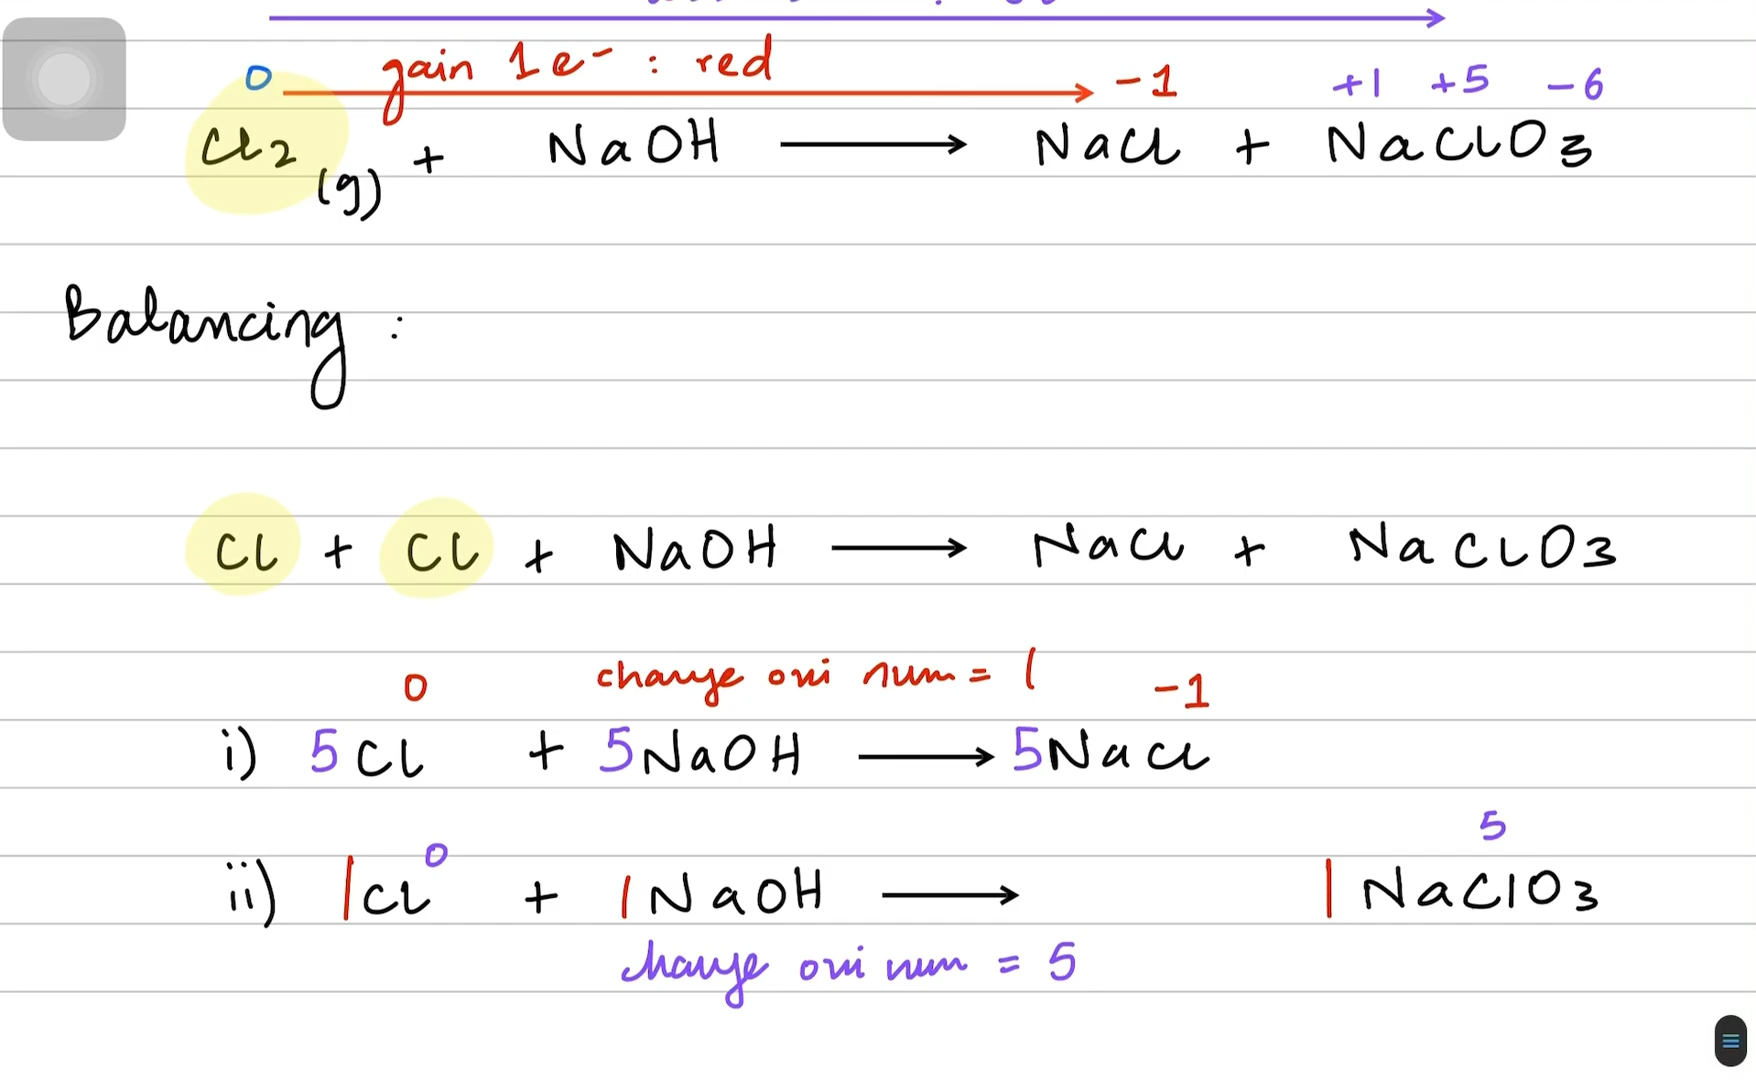 gain 1e⁻ : red
0 -1 +1 +5 -6
Cl₂(g) + NaOH ⟶ NaCl + NaClO₃
Balancing :
Cl + Cl + NaOH ⟶ NaCl + NaClO₃
0 change oxi num = 1 -1
i) 5Cl + 5NaOH ⟶ 5NaCl
0 5
ii) 1Cl + 1NaOH ⟶ 1NaClO₃
change oxi num = 5